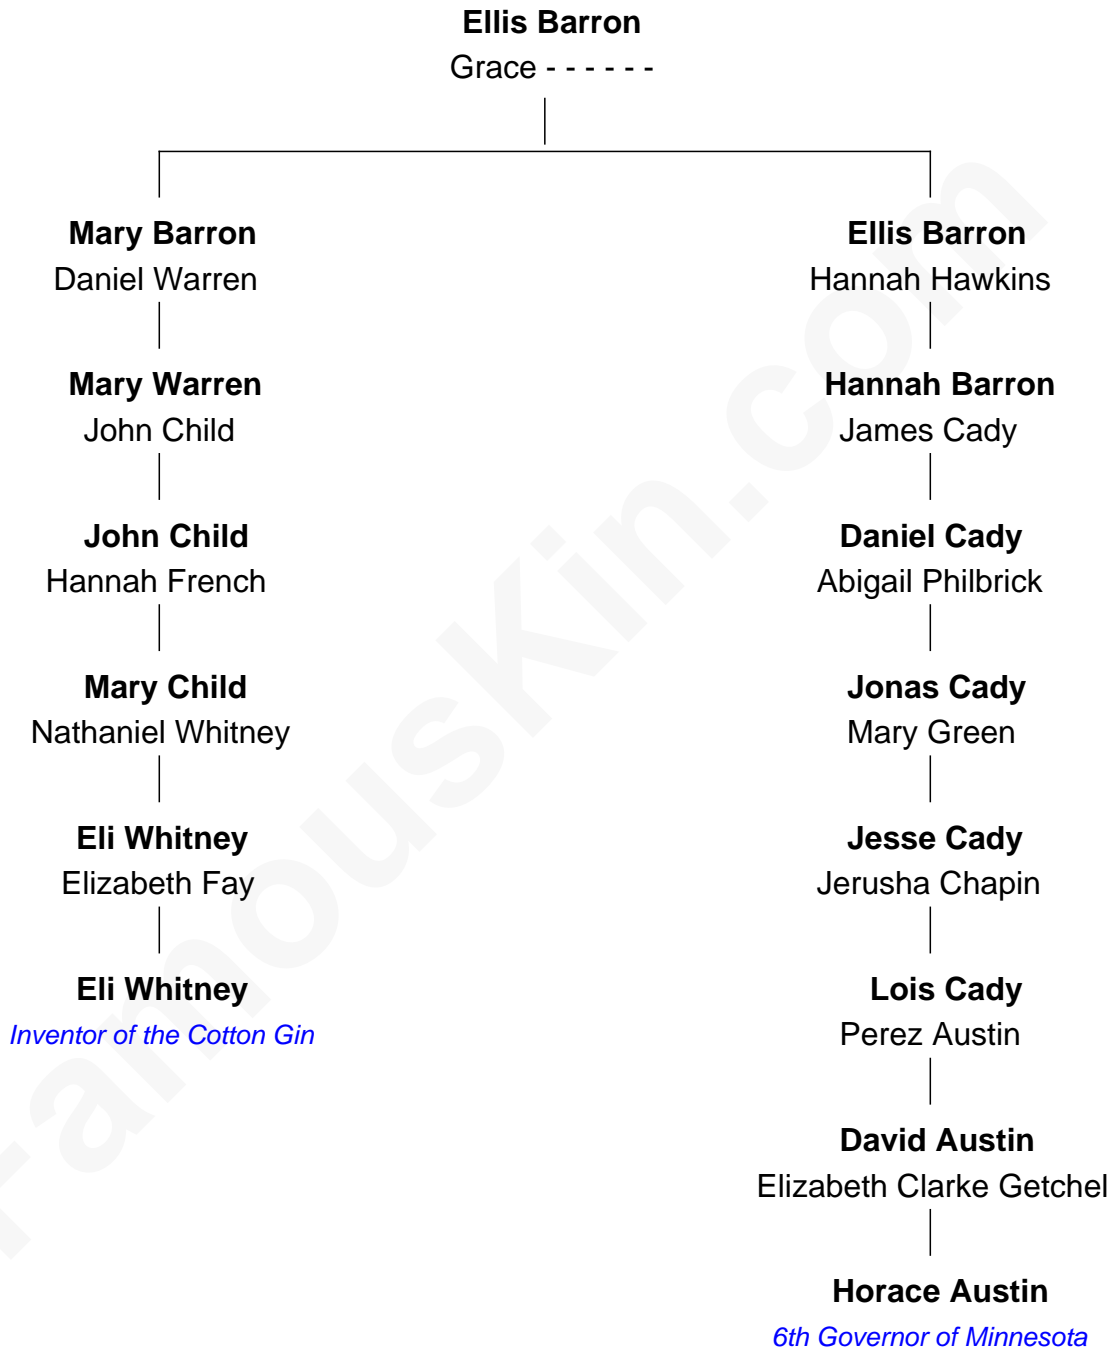 Ellis Barron
Grace - - - - - -
Mary Barron
Daniel Warren
Mary Warren
John Child
John Child
Hannah French
Mary Child
Nathaniel Whitney
Eli Whitney
Elizabeth Fay
Eli Whitney
Inventor of the Cotton Gin
Ellis Barron
Hannah Hawkins
Hannah Barron
James Cady
Daniel Cady
Abigail Philbrick
Jonas Cady
Mary Green
Jesse Cady
Jerusha Chapin
Lois Cady
Perez Austin
David Austin
Elizabeth Clarke Getchel
Horace Austin
6th Governor of Minnesota
FamousKin.com